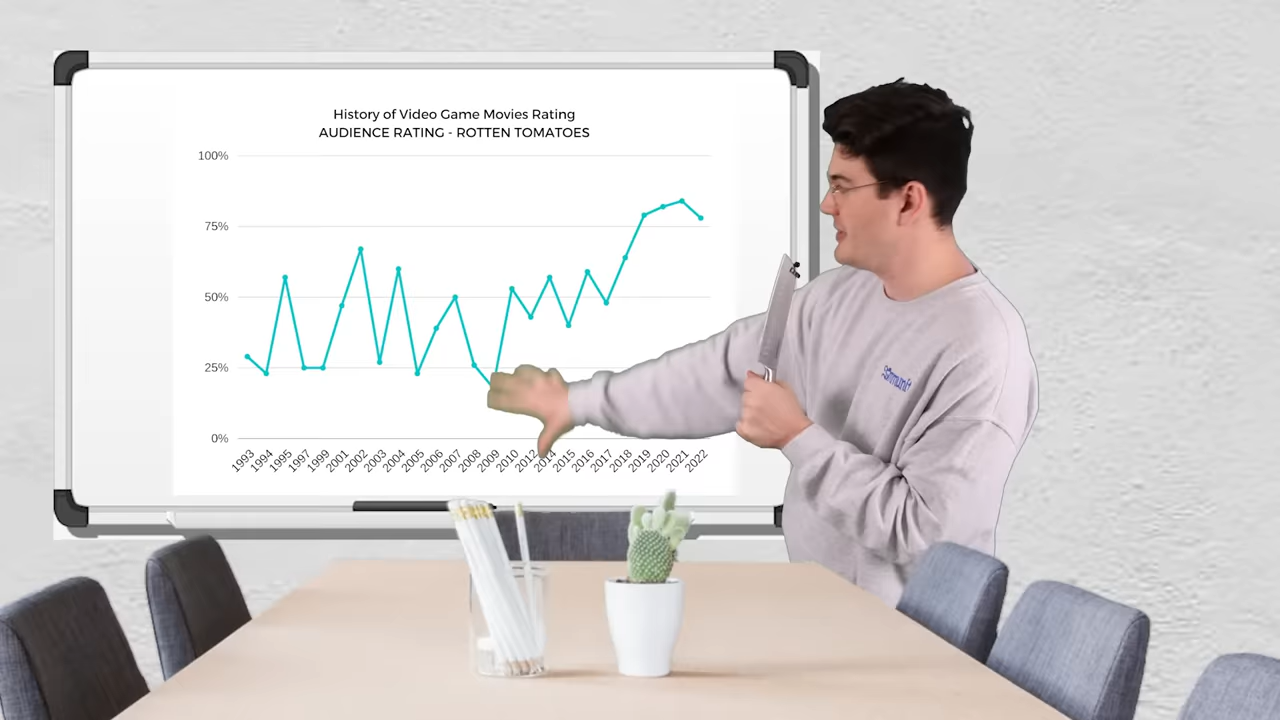 History of Video Game Movies Rating
AUDIENCE RATING - ROTTEN TOMATOES
100%
75%
50%
25%
0%
1993 1994 1995 1997 1999 2001 2002 2003 2004 2005 2006 2007 2008 2009 2010 2012 2014 2015 2016 2017 2018 2019 2020 2021 2022